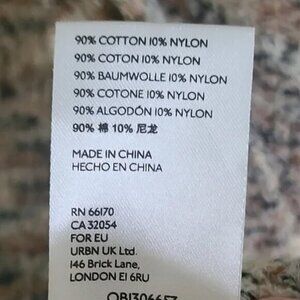 90% COTTON 10% NYLON
90% COTON 10% NYLON
90% BAUMWOLLE 10% NYLON
90% COTONE 10% NYLON
90% ALGODÓN 10% NYLON
90% 棉 10% 尼龙
MADE IN CHINA
HECHO EN CHINA
RN 66170
CA 32054
FOR EU
URBN UK Ltd.
146 Brick Lane,
LONDON E1 6RU